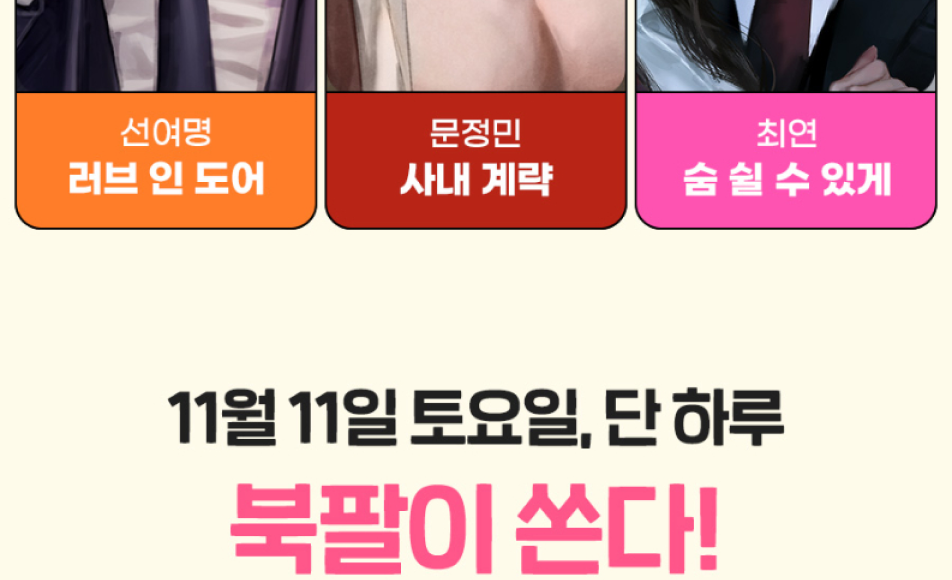 선여명
러브 인 도어
문정민
사내 계략
최연
숨 쉴 수 있게
11월 11일 토요일, 단 하루
북팔이 쏜다!